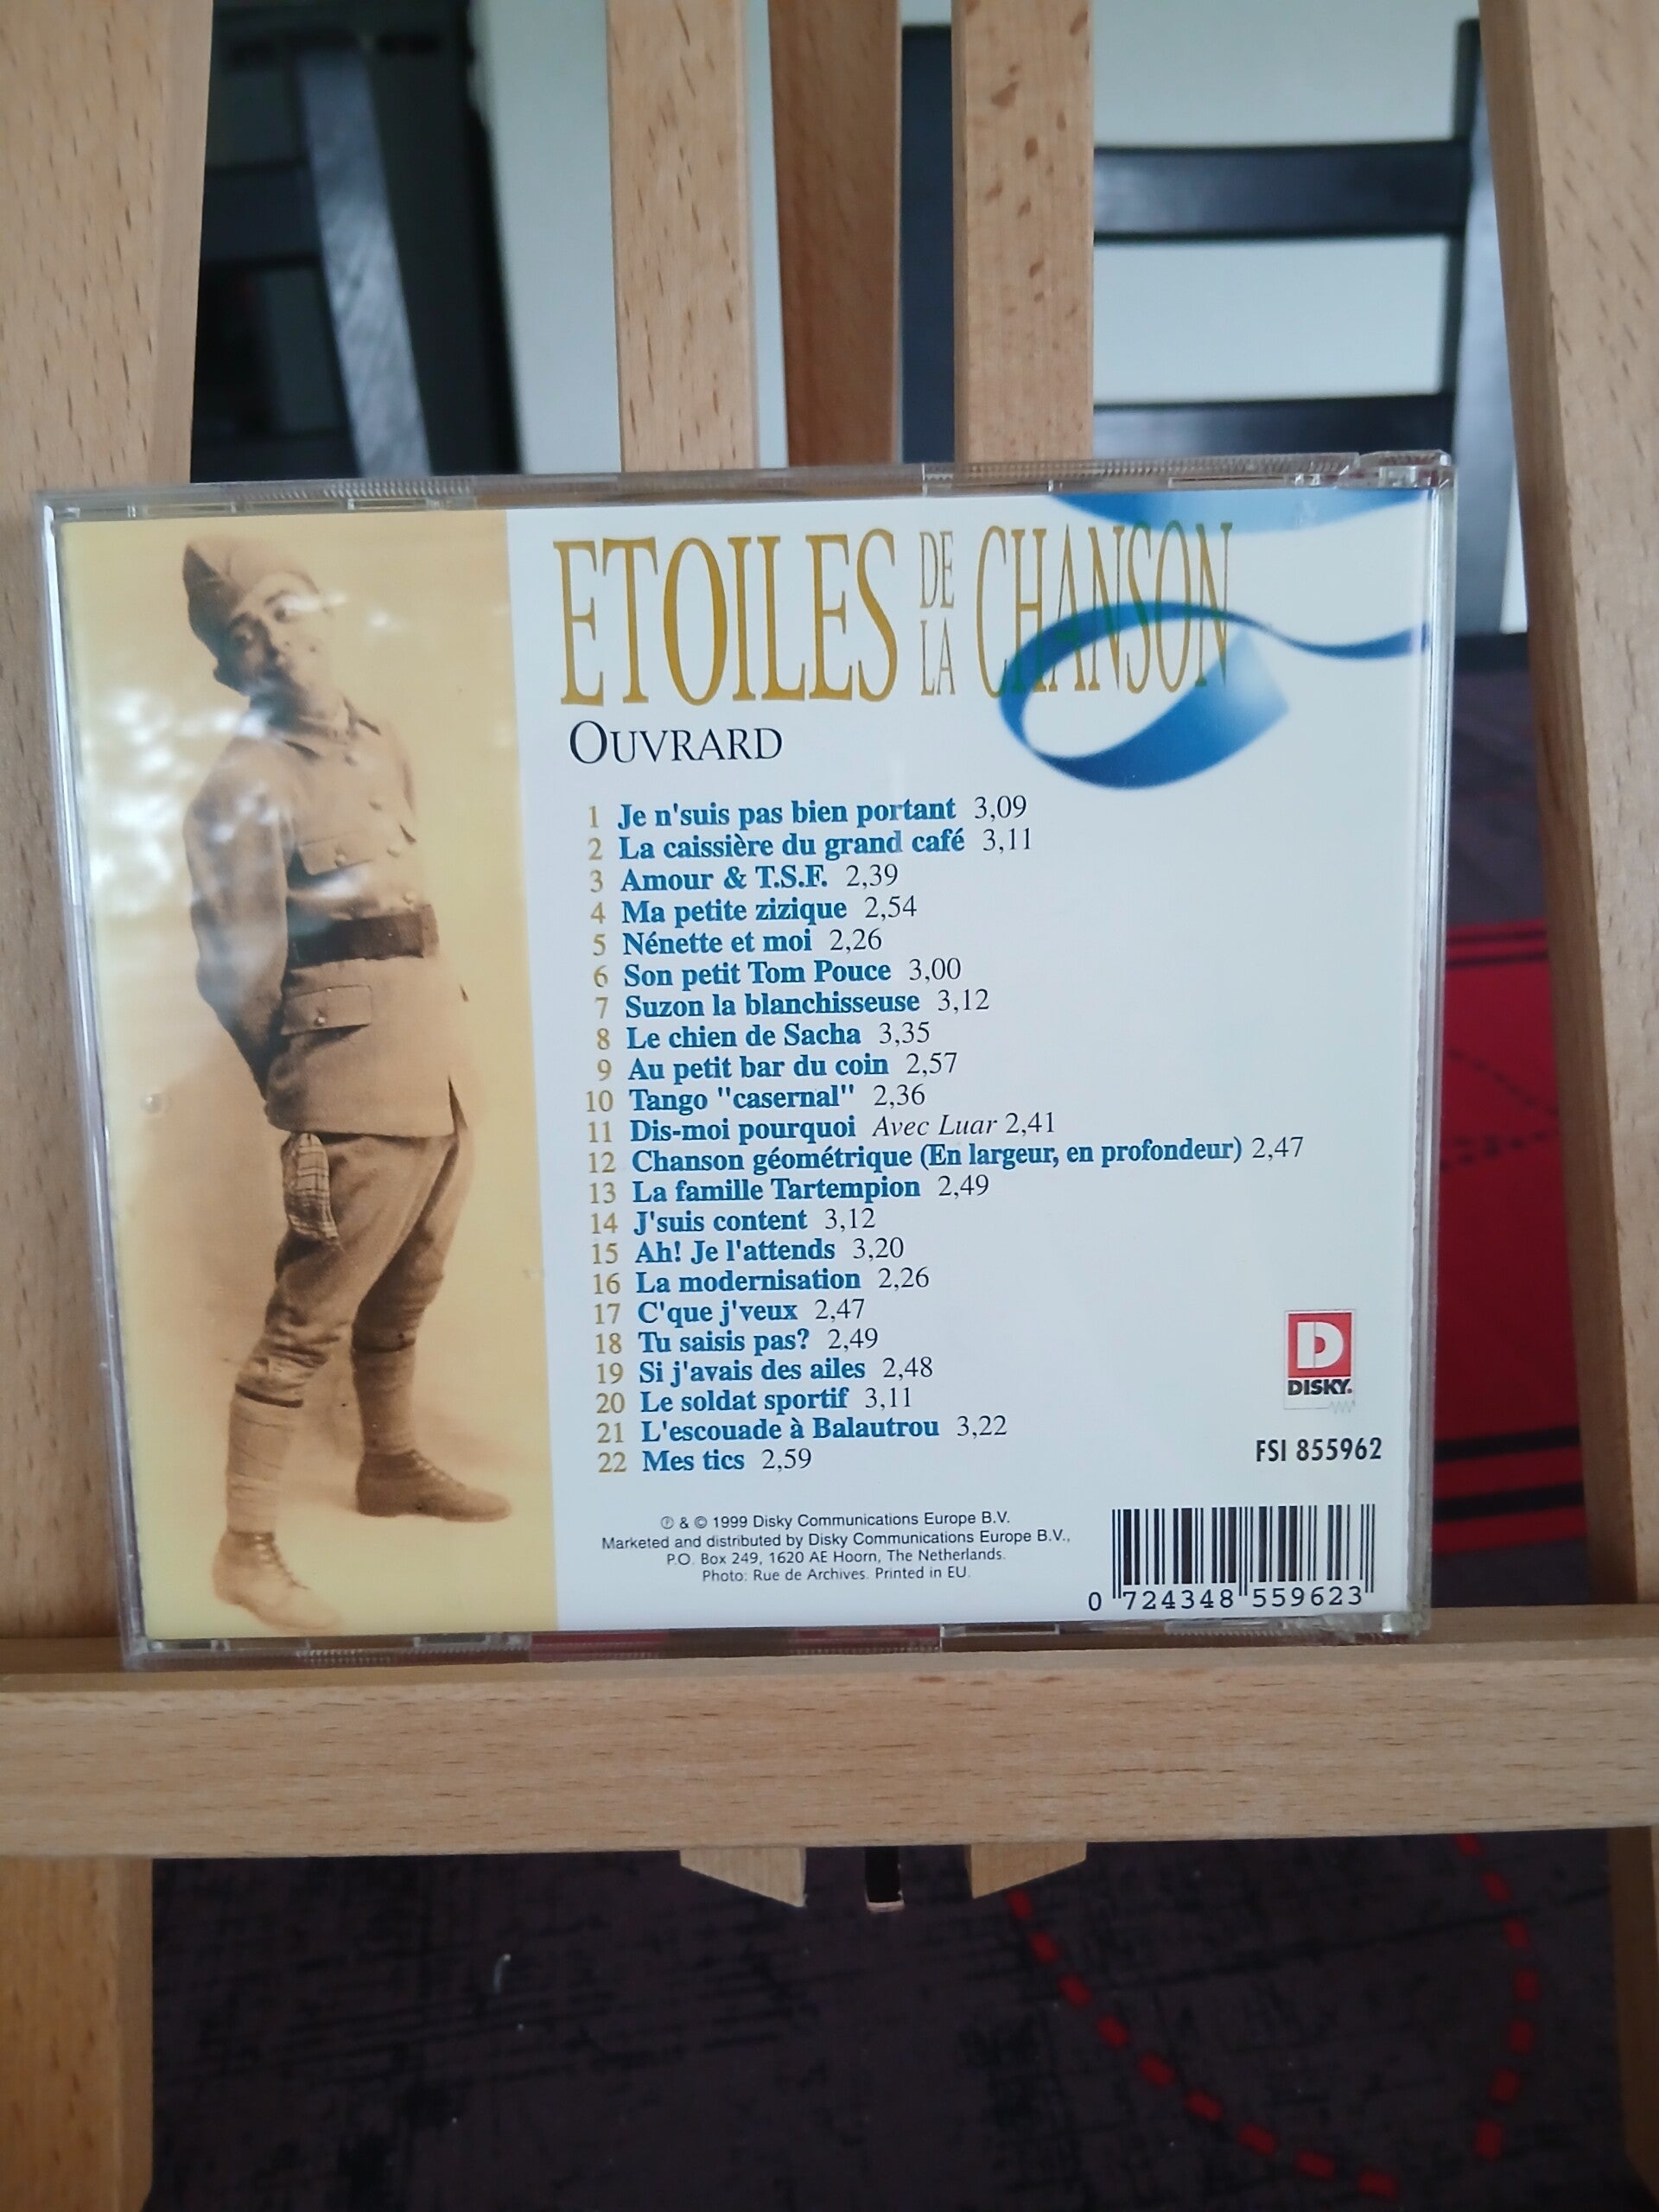 ETOILES DE LA CHANSON
OUVRARD
1 Je n'suis pas bien portant 3,09
2 La caissière du grand café 3,11
3 Amour & T.S.F. 2,39
4 Ma petite zizique 2,54
5 Nénette et moi 2,26
6 Son petit Tom Pouce 3,00
7 Suzon la blanchisseuse 3,12
8 Le chien de Sacha 3,35
9 Au petit bar du coin 2,57
10 Tango "casernal" 2,36
11 Dis-moi pourquoi Avec Luar 2,41
12 Chanson géométrique (En largeur, en profondeur) 2,47
13 La famille Tartempion 2,49
14 J'suis content 3,12
15 Ah! Je l'attends 3,20
16 La modernisation 2,26
17 C'que j'veux 2,47
18 Tu saisis pas? 2,49
19 Si j'avais des ailes 2,48
20 Le soldat sportif 3,11
21 L'escouade à Balautrou 3,22
22 Mes tics 2,59
D
DISKY.
FSI 855962
℗ & © 1999 Disky Communications Europe B.V.
Marketed and distributed by Disky Communications Europe B.V.,
P.O. Box 249, 1620 AE Hoorn, The Netherlands.
Photo: Rue de Archives. Printed in EU.
0 724348 559623